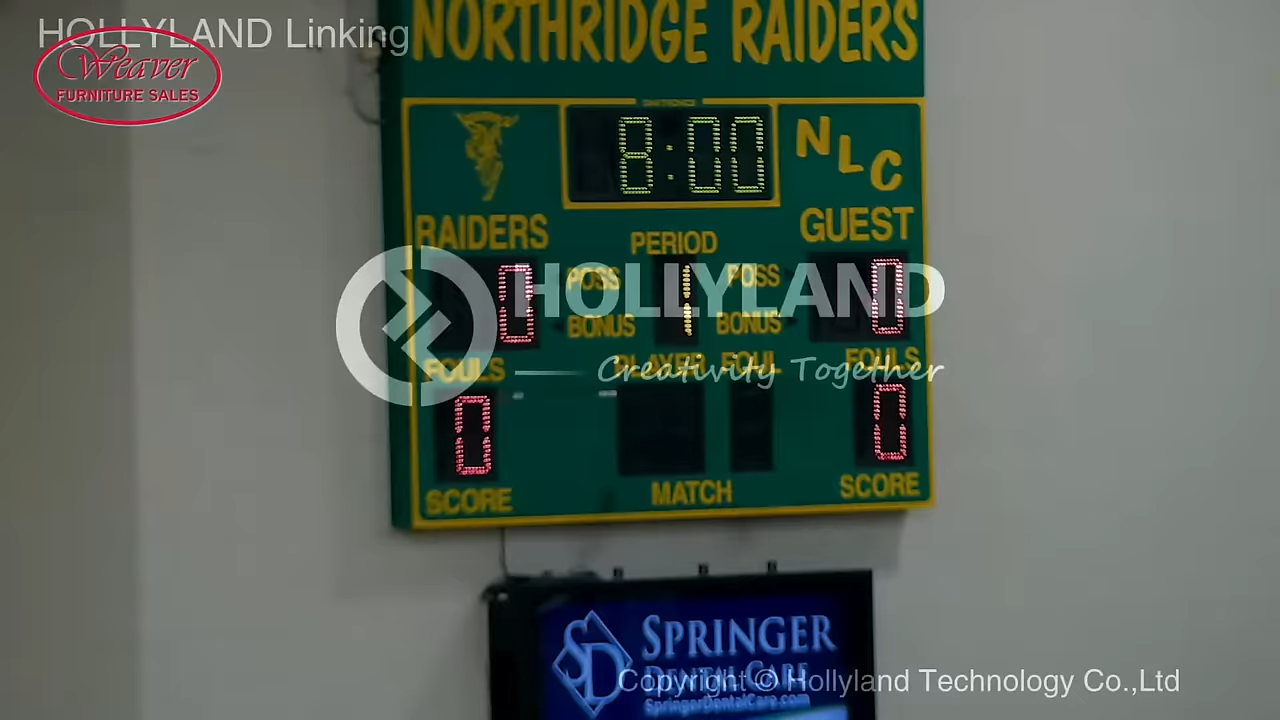 HOLLYLAND Linking
Weaver
FURNITURE SALES
NORTHRIDGE RAIDERS
8:00
NLC
RAIDERS
GUEST
PERIOD
0 POSS 1 POSS 0
BONUS BONUS
HOLLYLAND
Creativity Together
FOULS PLAYER FOUL FOULS
0 0
SCORE MATCH SCORE
SD
SPRINGER
DENTAL CARE
SpringerDentalCare.com
Copyright © Hollyland Technology Co.,Ltd